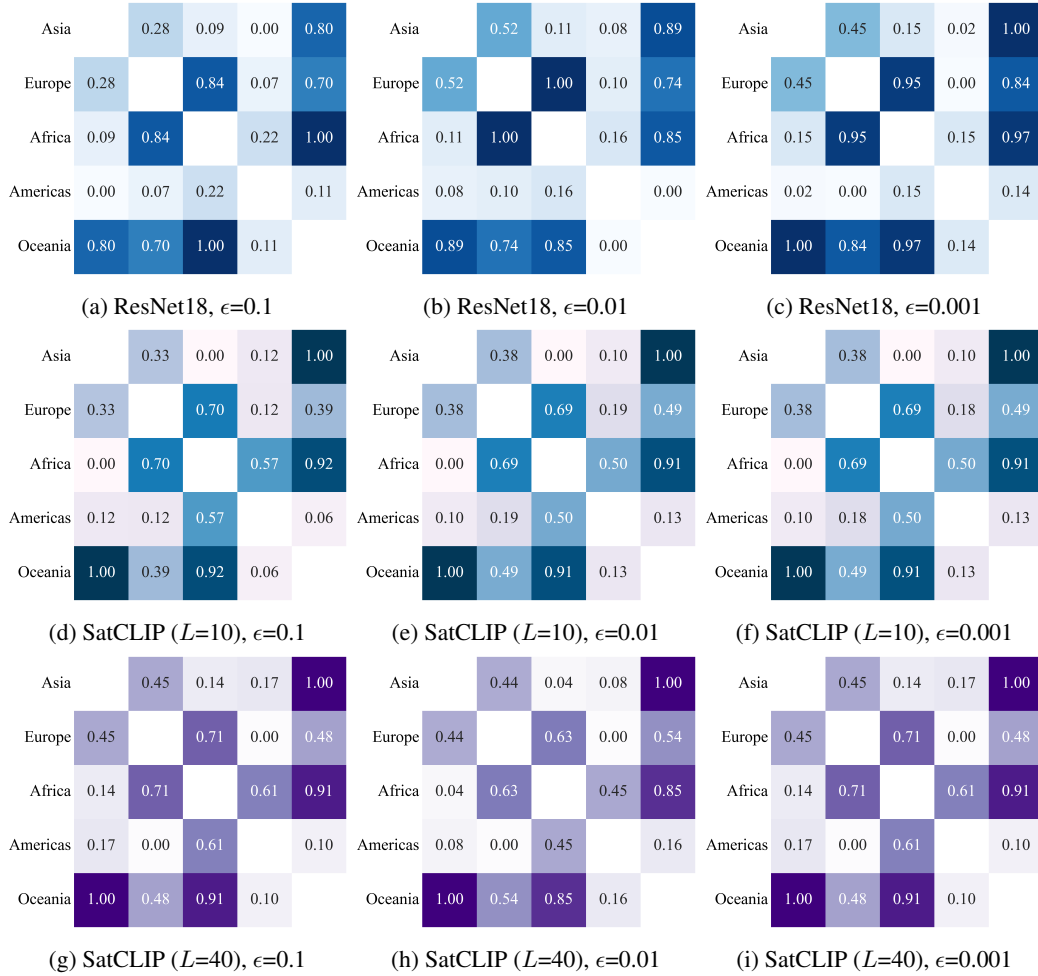 Asia 0.28 0.09 0.00 0.80
Europe 0.28 0.84 0.07 0.70
Africa 0.09 0.84 0.22 1.00
Americas 0.00 0.07 0.22 0.11
Oceania 0.80 0.70 1.00 0.11
(a) ResNet18, ϵ=0.1
Asia 0.52 0.11 0.08 0.89
Europe 0.52 1.00 0.10 0.74
Africa 0.11 1.00 0.16 0.85
Americas 0.08 0.10 0.16 0.00
Oceania 0.89 0.74 0.85 0.00
(b) ResNet18, ϵ=0.01
Asia 0.45 0.15 0.02 1.00
Europe 0.45 0.95 0.00 0.84
Africa 0.15 0.95 0.15 0.97
Americas 0.02 0.00 0.15 0.14
Oceania 1.00 0.84 0.97 0.14
(c) ResNet18, ϵ=0.001
Asia 0.33 0.00 0.12 1.00
Europe 0.33 0.70 0.12 0.39
Africa 0.00 0.70 0.57 0.92
Americas 0.12 0.12 0.57 0.06
Oceania 1.00 0.39 0.92 0.06
(d) SatCLIP (L=10), ϵ=0.1
Asia 0.38 0.00 0.10 1.00
Europe 0.38 0.69 0.19 0.49
Africa 0.00 0.69 0.50 0.91
Americas 0.10 0.19 0.50 0.13
Oceania 1.00 0.49 0.91 0.13
(e) SatCLIP (L=10), ϵ=0.01
Asia 0.38 0.00 0.10 1.00
Europe 0.38 0.69 0.18 0.49
Africa 0.00 0.69 0.50 0.91
Americas 0.10 0.18 0.50 0.13
Oceania 1.00 0.49 0.91 0.13
(f) SatCLIP (L=10), ϵ=0.001
Asia 0.45 0.14 0.17 1.00
Europe 0.45 0.71 0.00 0.48
Africa 0.14 0.71 0.61 0.91
Americas 0.17 0.00 0.61 0.10
Oceania 1.00 0.48 0.91 0.10
(g) SatCLIP (L=40), ϵ=0.1
Asia 0.44 0.04 0.08 1.00
Europe 0.44 0.63 0.00 0.54
Africa 0.04 0.63 0.45 0.85
Americas 0.08 0.00 0.45 0.16
Oceania 1.00 0.54 0.85 0.16
(h) SatCLIP (L=40), ϵ=0.01
Asia 0.45 0.14 0.17 1.00
Europe 0.45 0.71 0.00 0.48
Africa 0.14 0.71 0.61 0.91
Americas 0.17 0.00 0.61 0.10
Oceania 1.00 0.48 0.91 0.10
(i) SatCLIP (L=40), ϵ=0.001